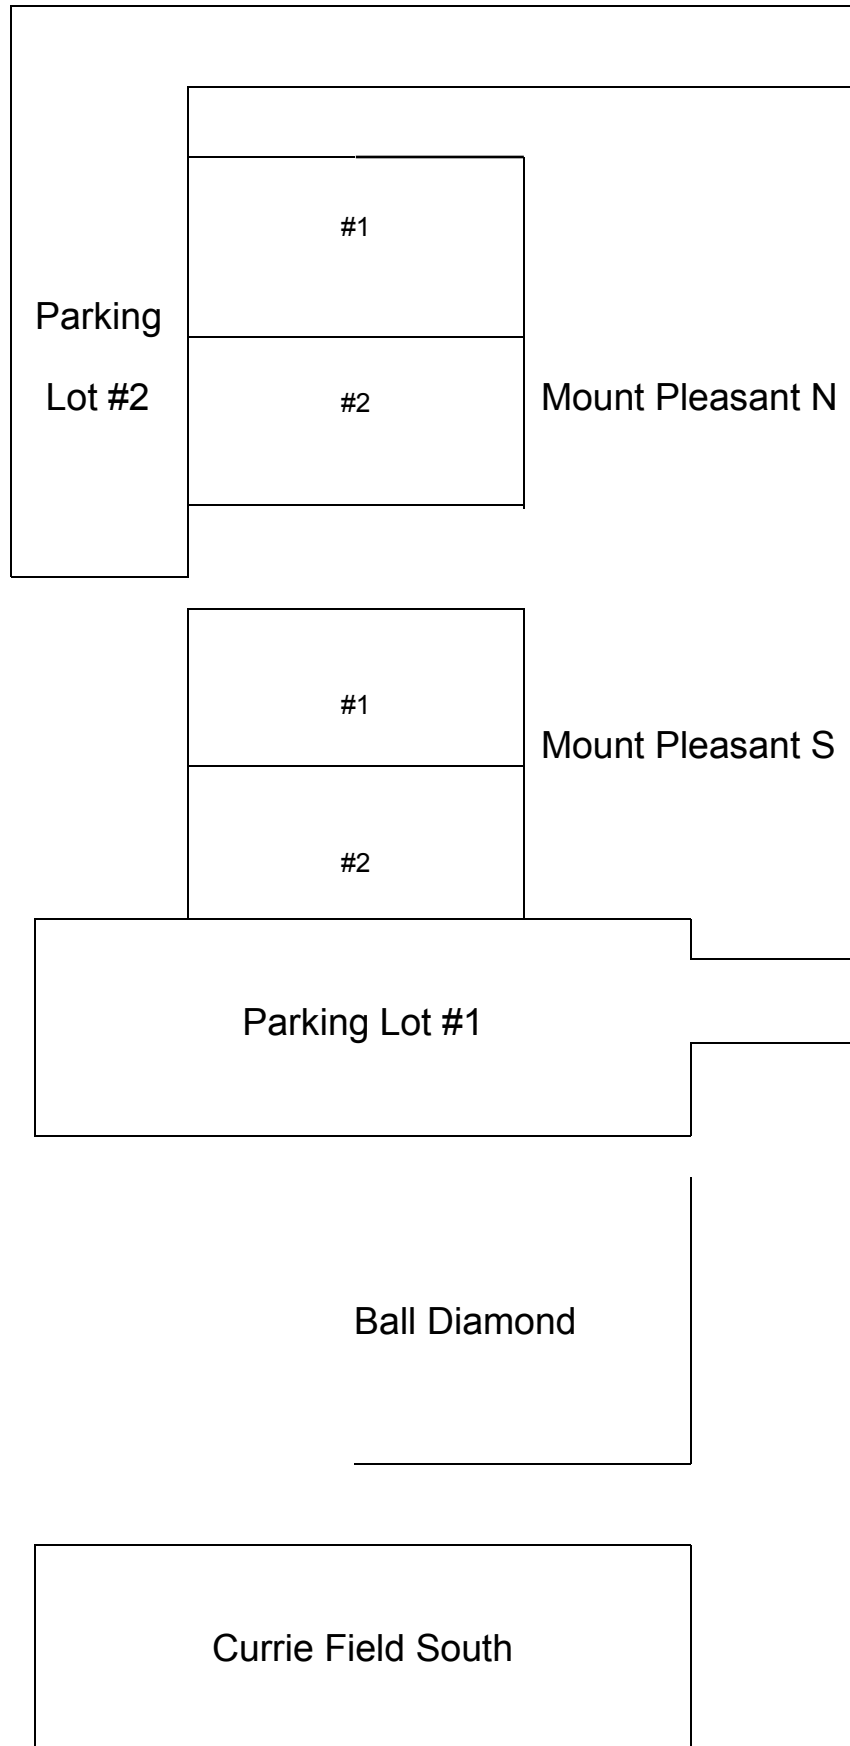 #1
Parking
Lot #2
#2
Mount Pleasant N
#1
Mount Pleasant S
#2
Parking Lot #1
Ball Diamond
Currie Field South